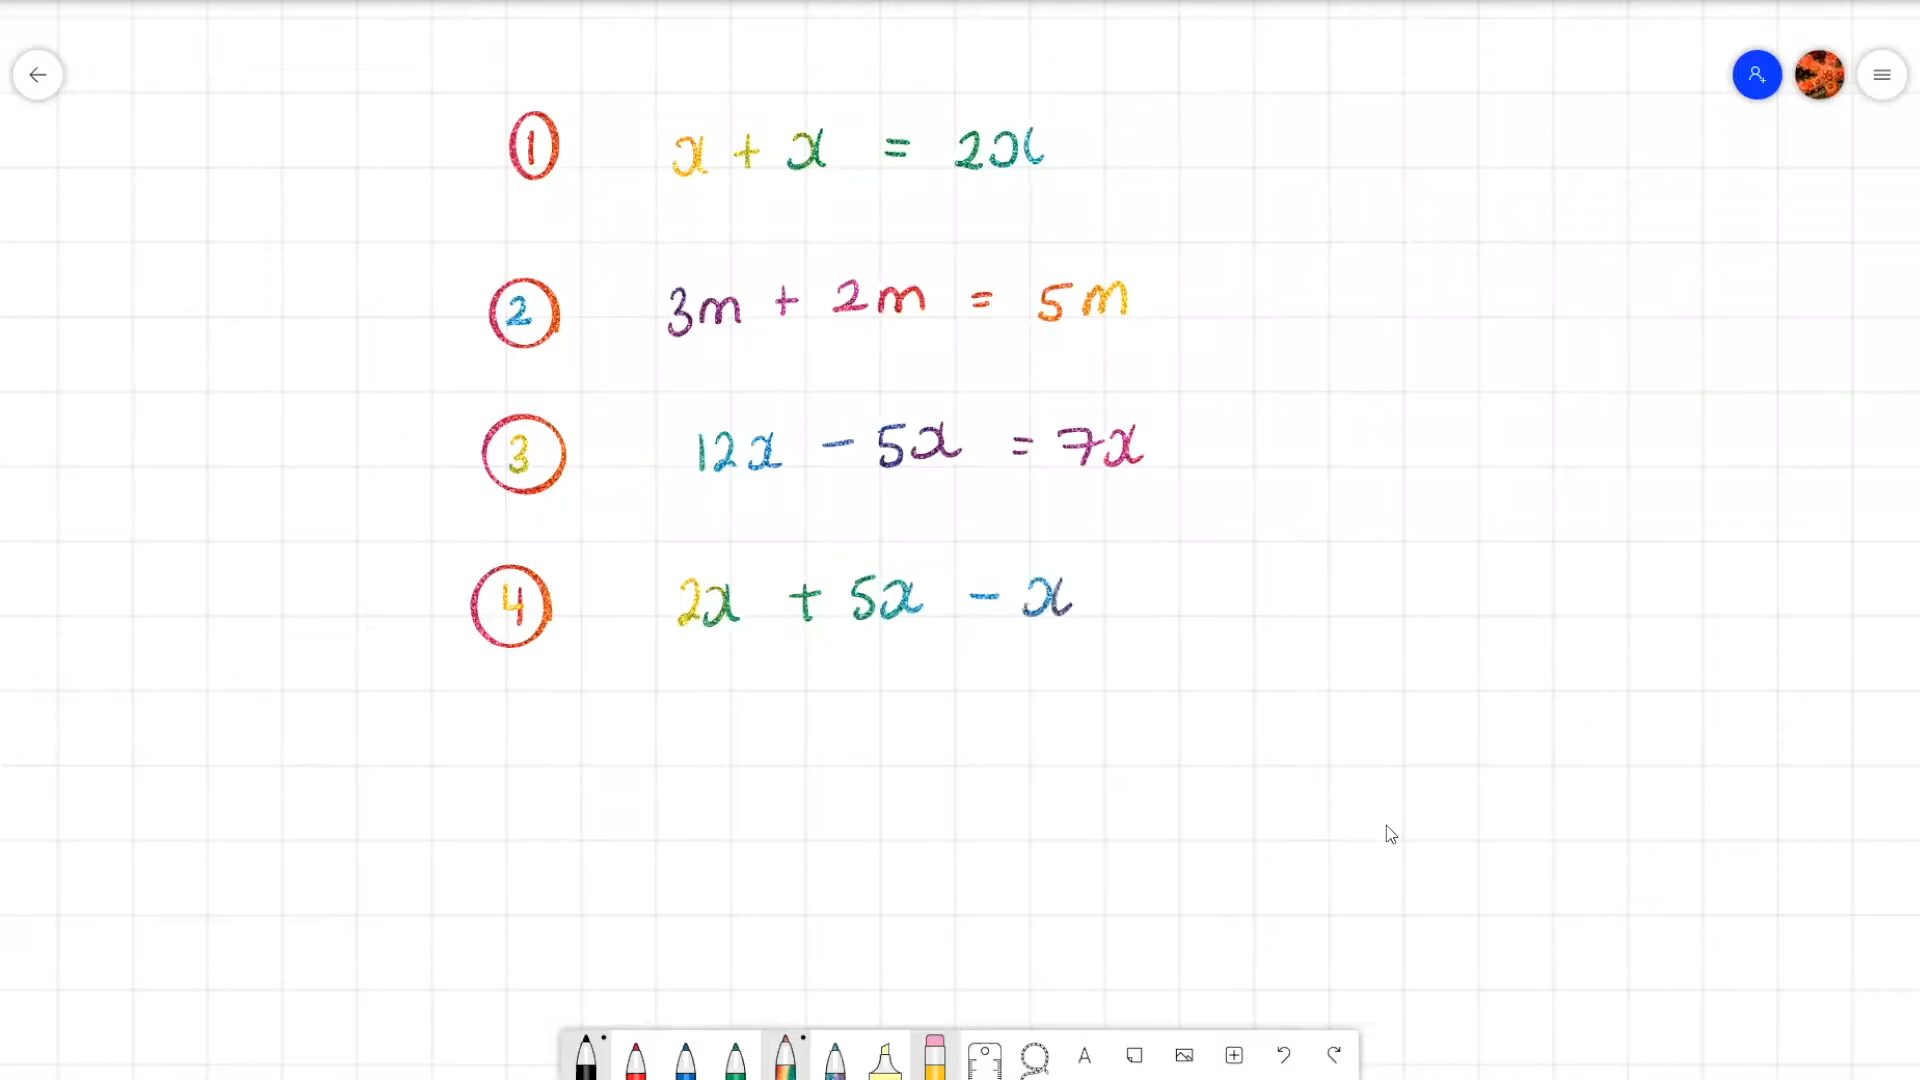 ① x + x = 2x
② 3m + 2m = 5m
③ 12x - 5x = 7x
④ 2x + 5x - x
A